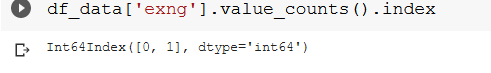 df_data['exng'].value_counts().index
Int64Index([0, 1], dtype='int64')